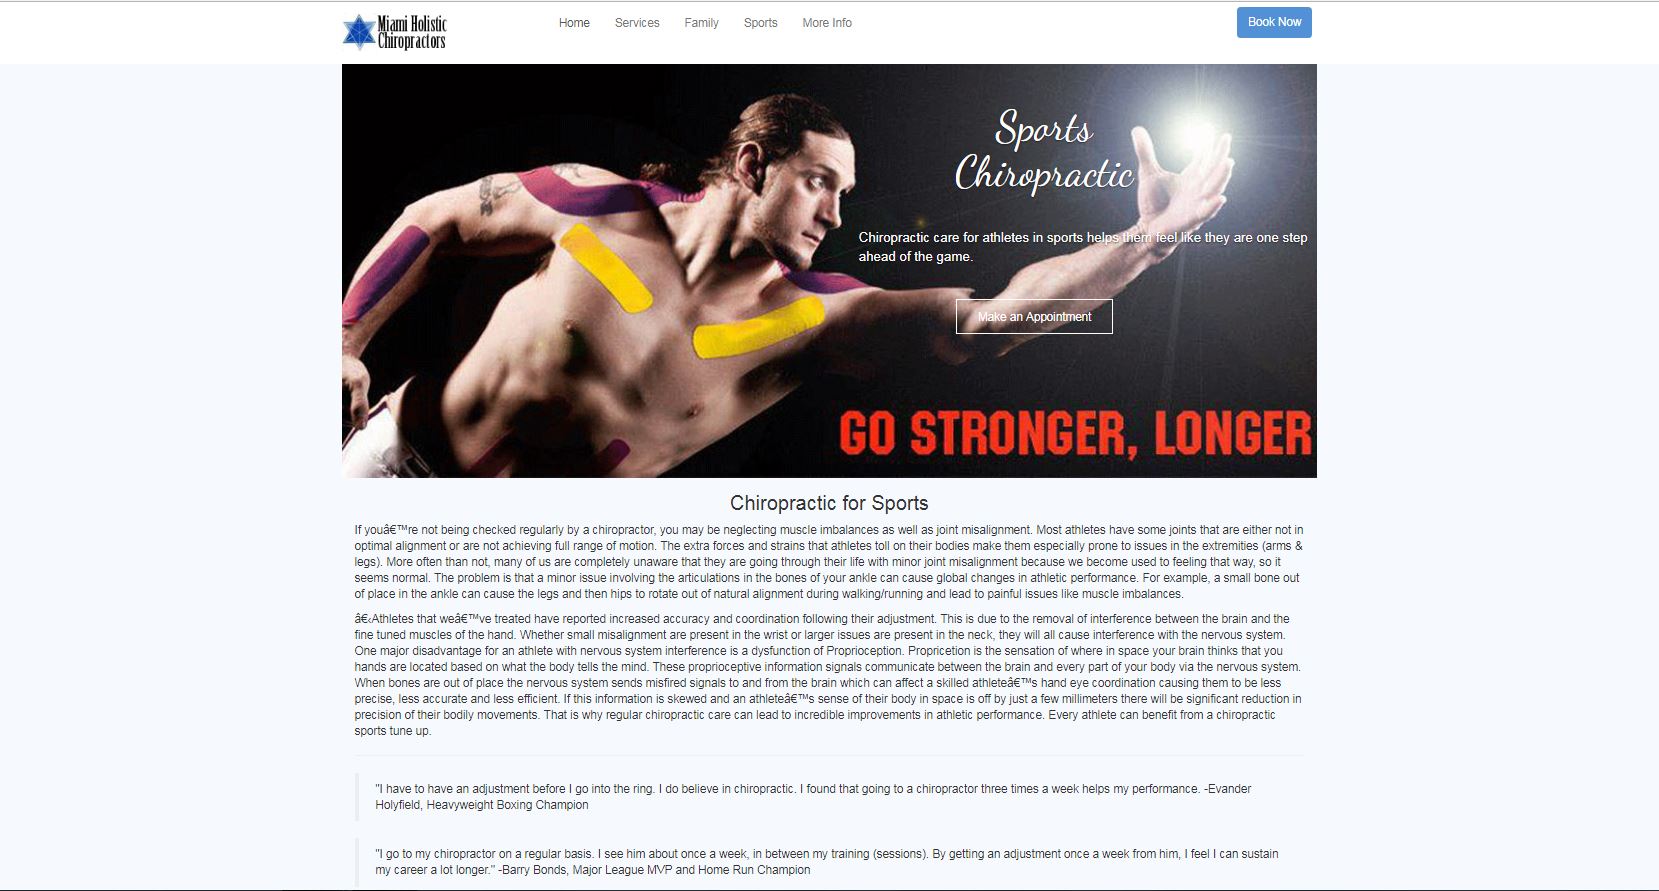 Miami Holistic
Chiropractors
Home Services Family Sports More Info
Book Now
Sports
Chiropractic
Chiropractic care for athletes in sports helps them feel like they are one step
ahead of the game.
Make an Appointment
GO STRONGER, LONGER
Chiropractic for Sports
If youâ€™re not being checked regularly by a chiropractor, you may be neglecting muscle imbalances as well as joint misalignment. Most athletes have some joints that are either not in
optimal alignment or are not achieving full range of motion. The extra forces and strains that athletes toll on their bodies make them especially prone to issues in the extremities (arms &
legs). More often than not, many of us are completely unaware that they are going through their life with minor joint misalignment because we become used to feeling that way, so it
seems normal. The problem is that a minor issue involving the articulations in the bones of your ankle can cause global changes in athletic performance. For example, a small bone out
of place in the ankle can cause the legs and then hips to rotate out of natural alignment during walking/running and lead to painful issues like muscle imbalances.
â€‹Athletes that weâ€™ve treated have reported increased accuracy and coordination following their adjustment. This is due to the removal of interference between the brain and the
fine tuned muscles of the hand. Whether small misalignment are present in the wrist or larger issues are present in the neck, they will all cause interference with the nervous system.
One major disadvantage for an athlete with nervous system interference is a dysfunction of Proprioception. Propricetion is the sensation of where in space your brain thinks that you
hands are located based on what the body tells the mind. These proprioceptive information signals communicate between the brain and every part of your body via the nervous system.
When bones are out of place the nervous system sends misfired signals to and from the brain which can affect a skilled athleteâ€™s hand eye coordination causing them to be less
precise, less accurate and less efficient. If this information is skewed and an athleteâ€™s sense of their body in space is off by just a few millimeters there will be significant reduction in
precision of their bodily movements. That is why regular chiropractic care can lead to incredible improvements in athletic performance. Every athlete can benefit from a chiropractic
sports tune up.
"I have to have an adjustment before I go into the ring. I do believe in chiropractic. I found that going to a chiropractor three times a week helps my performance. -Evander
Holyfield, Heavyweight Boxing Champion
"I go to my chiropractor on a regular basis. I see him about once a week, in between my training (sessions). By getting an adjustment once a week from him, I feel I can sustain
my career a lot longer." -Barry Bonds, Major League MVP and Home Run Champion